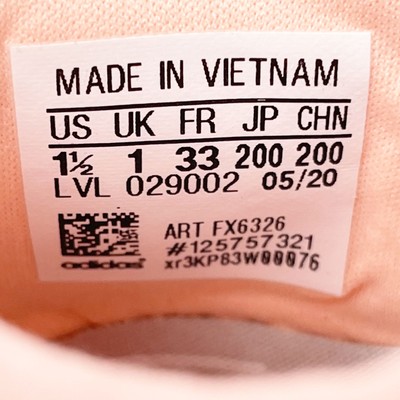 MADE IN VIETNAM
US UK FR JP CHN
1½ 1 33 200 200
LVL 029002 05/20
ART FX6326
#125757321
adidas xr3KP83W00076